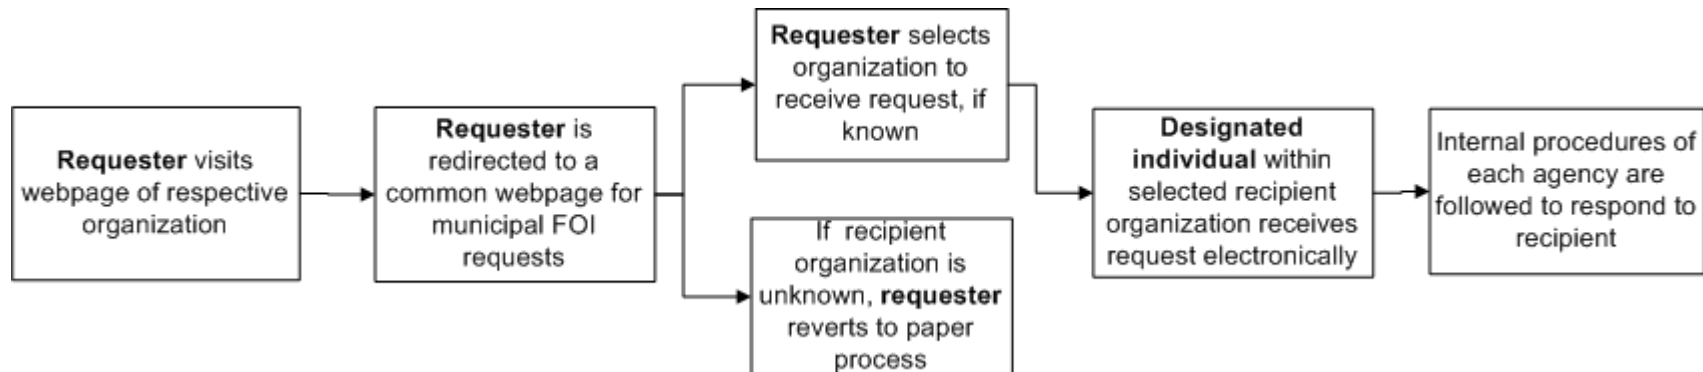 Requester visits
webpage of respective
organization
Requester is
redirected to a
common webpage for
municipal FOI
requests
Requester selects
organization to
receive request, if
known
If recipient
organization is
unknown, requester
reverts to paper
process
Designated
individual within
selected recipient
organization receives
request electronically
Internal procedures of
each agency are
followed to respond to
recipient